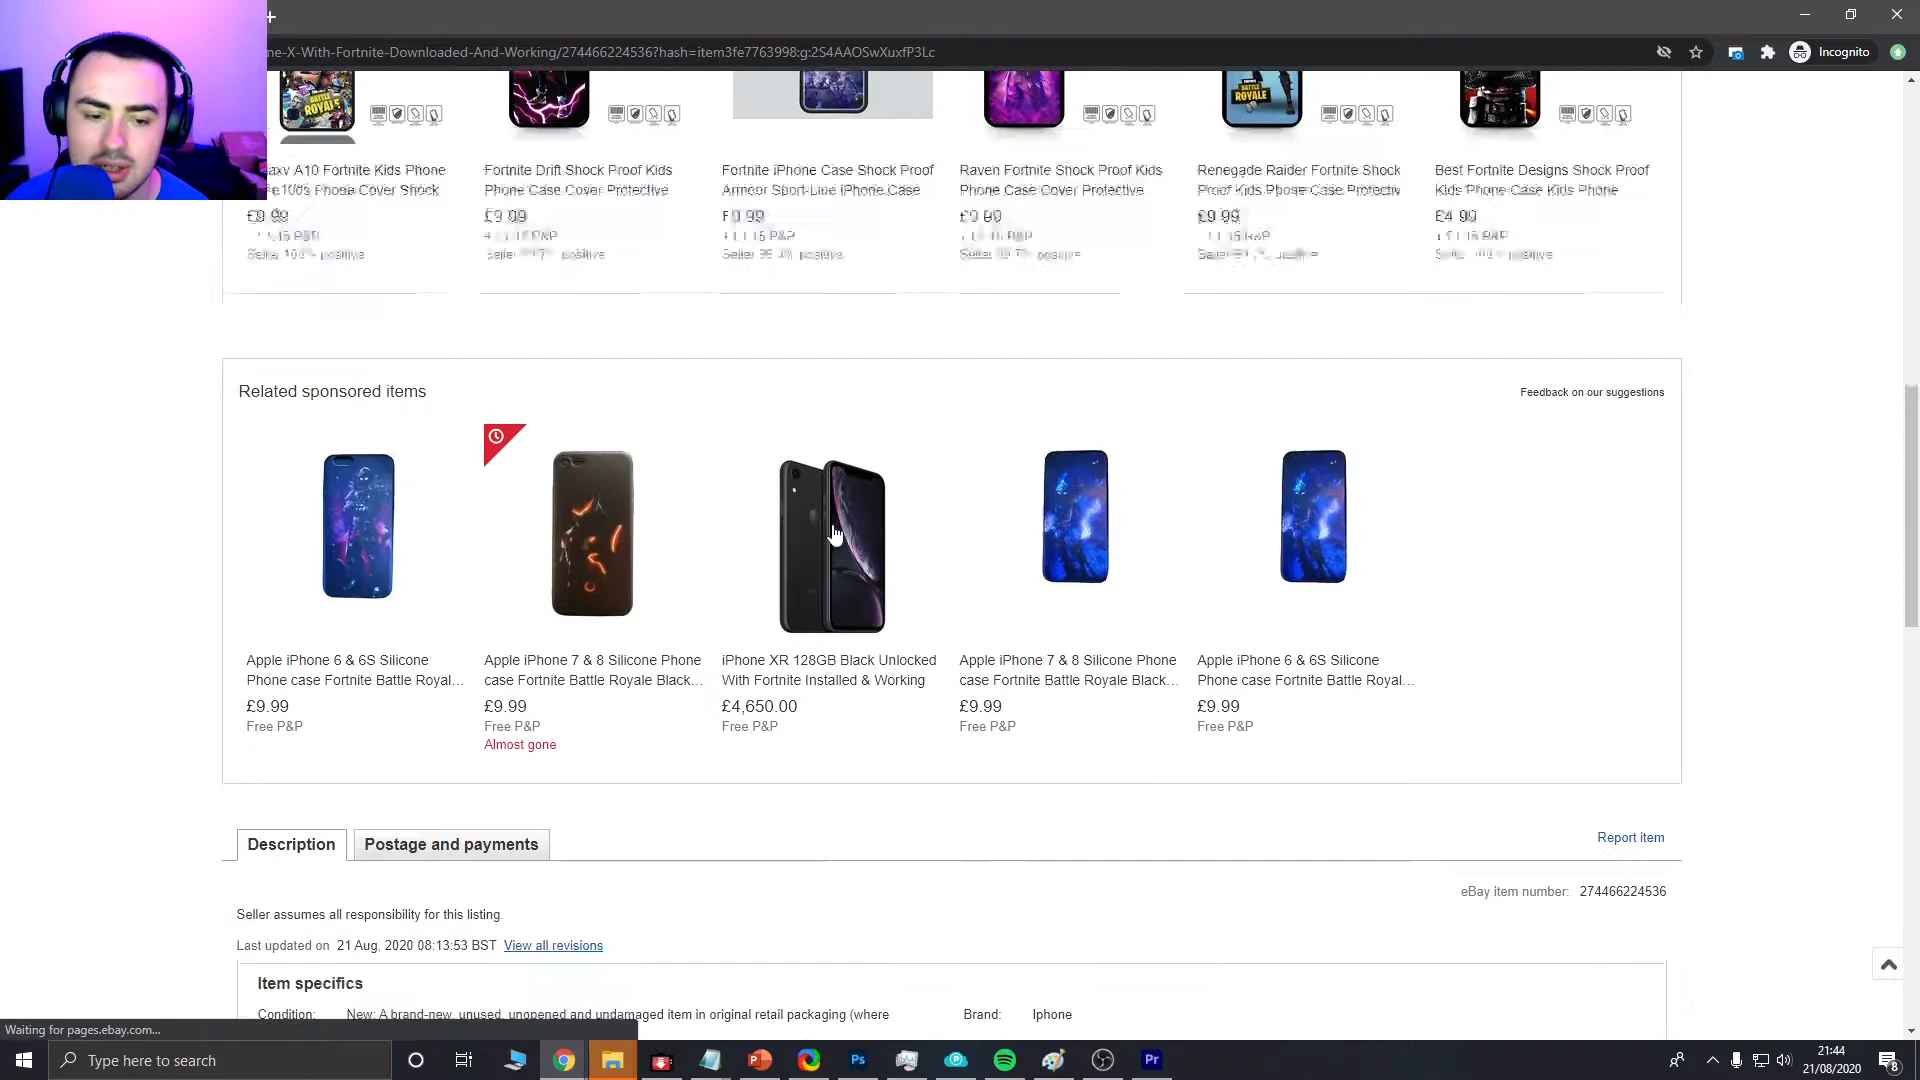 ne-X-With-Fortnite-Downloaded-And-Working/274466224536?hash=item3fe7763998:g:2S4AAOSwXuxfP3Lc
Incognito
BATTLE
ROYALE
BATTLE
ROYALE
A10 Fortnite Kids Phone
Cover Shock
Fortnite Drift Shock Proof Kids
Phone Case Cover Protective
Fortnite iPhone Case Shock Proof
Armor Sport-Line iPhone Case
Raven Fortnite Shock Proof Kids
Phone Case Cover Protective
Renegade Raider Fortnite Shock
Proof Kids Phone Case Protectiv
Best Fortnite Designs Shock Proof
Kids Phone Case Kids Phone
£9.99
£9.99
£9.99
£4.99
Related sponsored items
Feedback on our suggestions
Apple iPhone 6 & 6S Silicone
Phone case Fortnite Battle Royal...
£9.99
Free P&P
Apple iPhone 7 & 8 Silicone Phone
case Fortnite Battle Royale Black...
£9.99
Free P&P
Almost gone
iPhone XR 128GB Black Unlocked
With Fortnite Installed & Working
£4,650.00
Free P&P
Apple iPhone 7 & 8 Silicone Phone
case Fortnite Battle Royale Black...
£9.99
Free P&P
Apple iPhone 6 & 6S Silicone
Phone case Fortnite Battle Royal...
£9.99
Free P&P
Description
Postage and payments
Report item
eBay item number: 274466224536
Seller assumes all responsibility for this listing.
Last updated on 21 Aug, 2020 08:13:53 BST View all revisions
Item specifics
Condition: New: A brand-new, unused, unopened and undamaged item in original retail packaging (where
Brand: Iphone
Waiting for pages.ebay.com...
Type here to search
Ps
Pr
21:44
21/08/2020
8